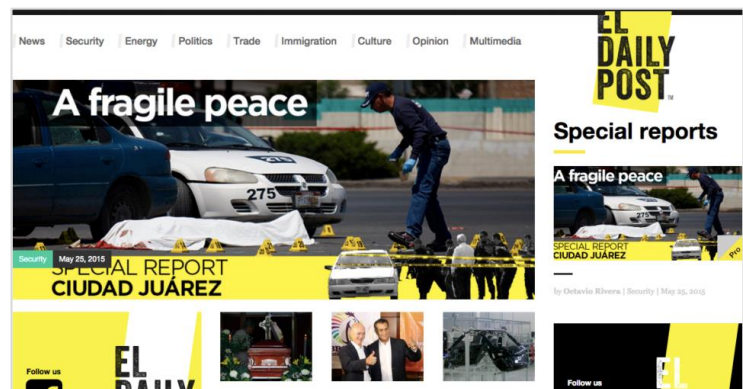 News Security Energy Politics Trade Immigration Culture Opinion Multimedia
EL
DAILY
POST
TM
Special reports
A fragile peace
275
Security May 25, 2015
SPECIAL REPORT
CIUDAD JUÁREZ
A fragile peace
SPECIAL REPORT
CIUDAD JUÁREZ
Pro
by Octavio Rivera | Security | May 25, 2015
Follow us
EL
DAILY
Follow us
EL